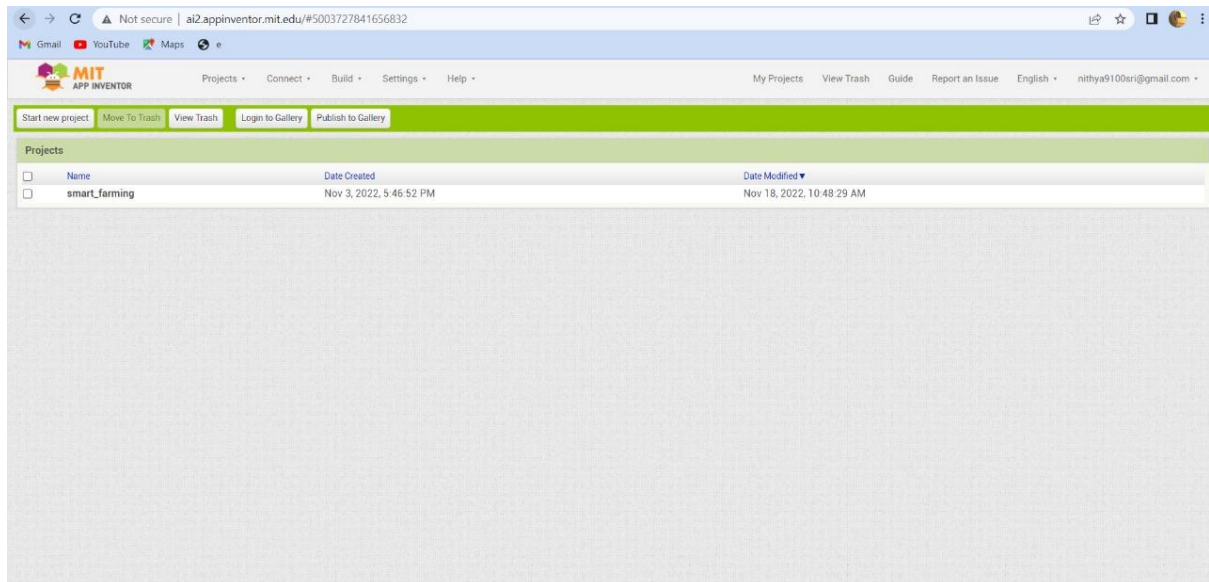 Not secure | ai2.appinventor.mit.edu/#5003727841656832
Gmail YouTube Maps e
MIT APP INVENTOR Projects Connect Build Settings Help My Projects View Trash Guide Report an Issue English nithya9100sri@gmail.com
Start new project Move To Trash View Trash Login to Gallery Publish to Gallery
Projects
Name Date Created Date Modified ▼
smart_farming Nov 3, 2022, 5:46:52 PM Nov 18, 2022, 10:48:29 AM